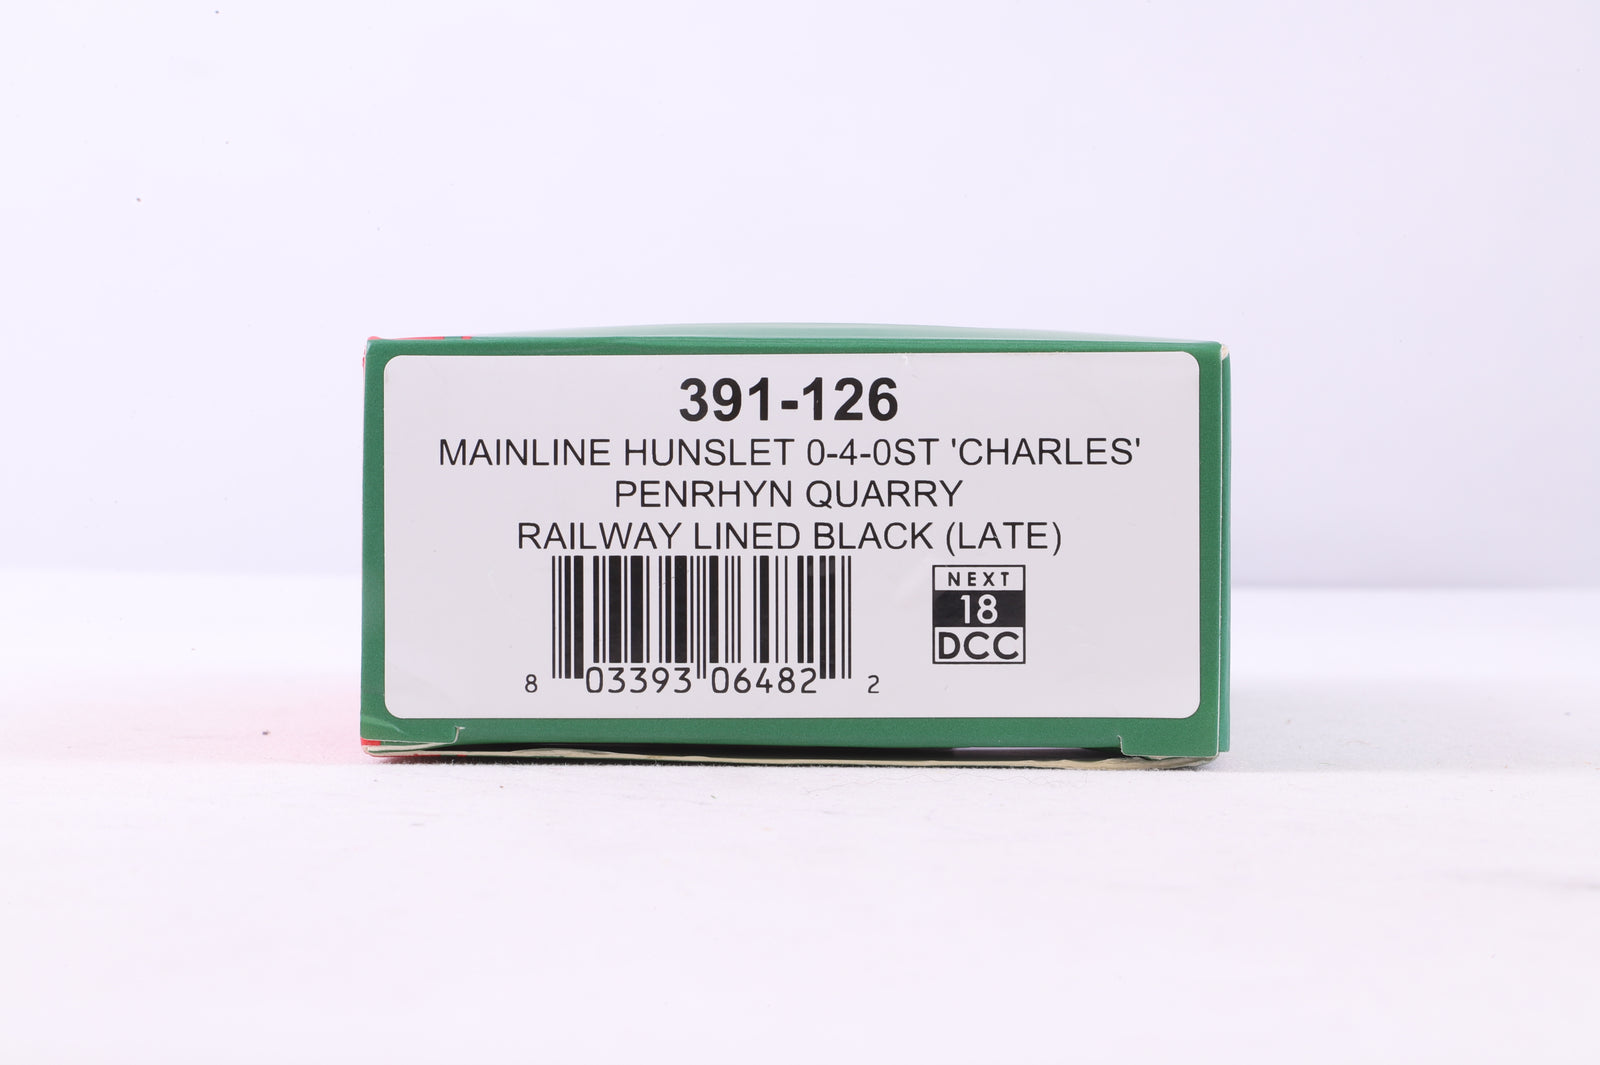 391-126
MAINLINE HUNSLET 0-4-0ST 'CHARLES'
PENRHYN QUARRY
RAILWAY LINED BLACK (LATE)
NEXT
18
DCC
8 03393 06482 2